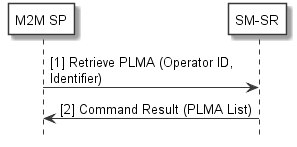 M2M SP
SM-SR
[1] Retrieve PLMA (Operator ID,
Identifier)
[2] Command Result (PLMA List)